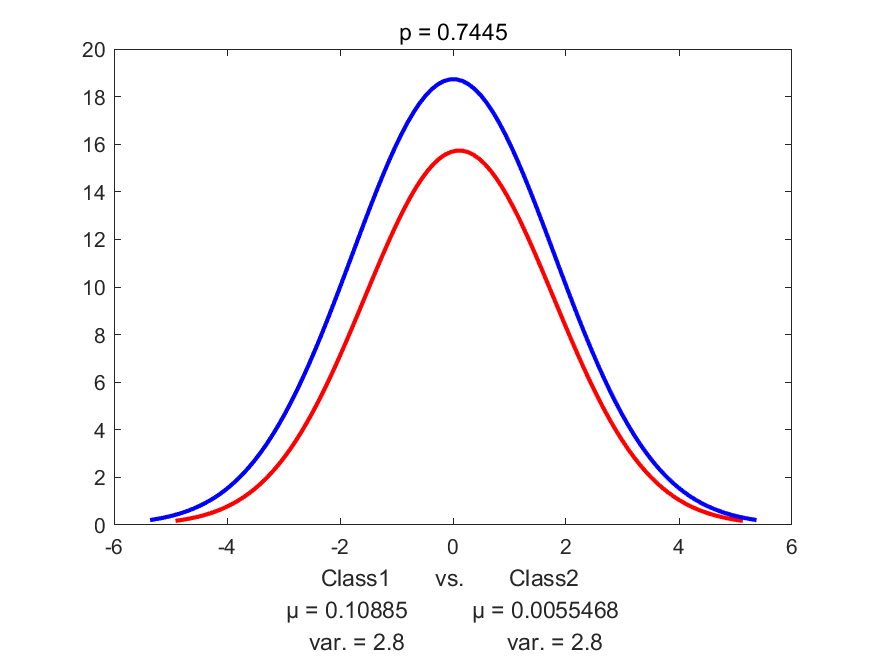 p = 0.7445
20
18
16
14
12
10
8
6
4
2
0
-6 -4 -2 0 2 4 6
Class1 vs. Class2
μ = 0.10885 μ = 0.0055468
var. = 2.8 var. = 2.8